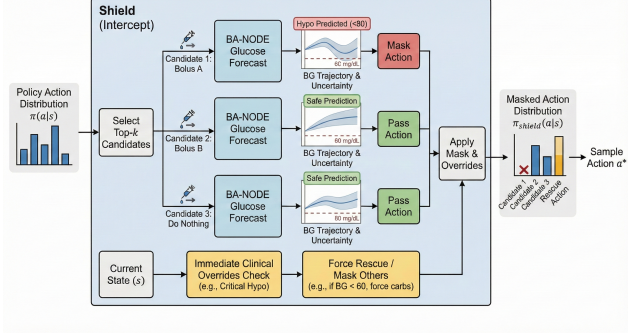 Shield
(Intercept)
Policy Action
Distribution
π(a|s)
Select
Top-k
Candidates
Candidate 1:
Bolus A
BA-NODE
Glucose
Forecast
Hypo Predicted (<80)
60 mg/dL
BG Trajectory &
Uncertainty
Mask
Action
Candidate 2:
Bolus B
BA-NODE
Glucose
Forecast
Safe Prediction
60 mg/dL
BG Trajectory &
Uncertainty
Pass
Action
Candidate 3:
Do Nothing
BA-NODE
Glucose
Forecast
Safe Prediction
80 mg/dL
BG Trajectory &
Uncertainty
Pass
Action
Apply
Mask &
Overrides
Masked Action
Distribution
πshield(a|s)
Candidate 1
Candidate 2
Candidate 3
Rescue
Action
Sample
Action a*
Current
State (s)
Immediate Clinical
Overrides Check
(e.g., Critical Hypo)
Force Rescue /
Mask Others
(e.g., if BG < 60, force carbs)